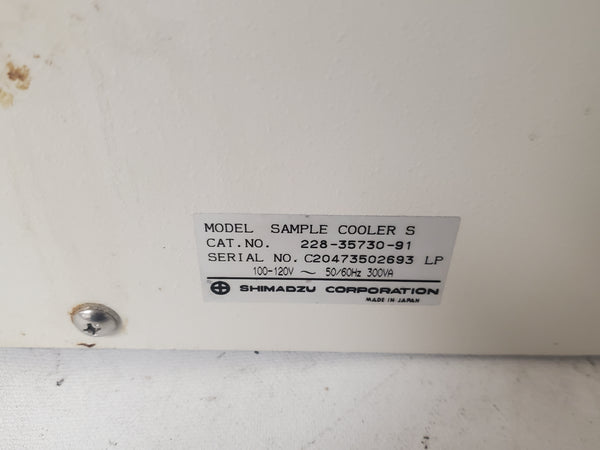 MODEL SAMPLE COOLER S
CAT.NO. 228-35730-91
SERIAL NO. C20473502693 LP
100-120V ~ 50/60Hz 300VA
SHIMADZU CORPORATION
MADE IN JAPAN